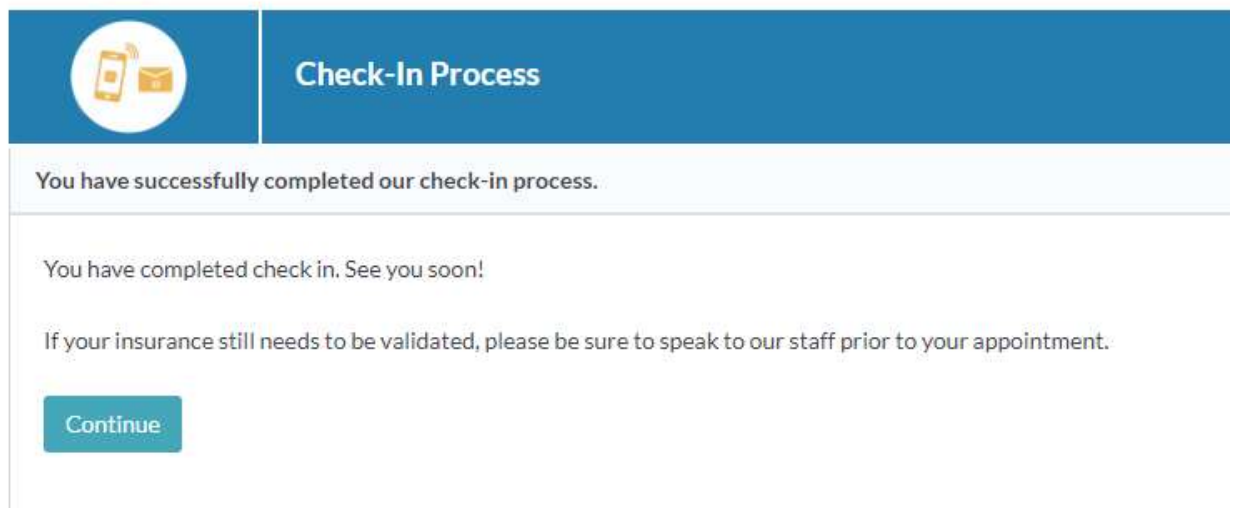 Check-In Process
You have successfully completed our check-in process.
You have completed check in. See you soon!
If your insurance still needs to be validated, please be sure to speak to our staff prior to your appointment.
Continue